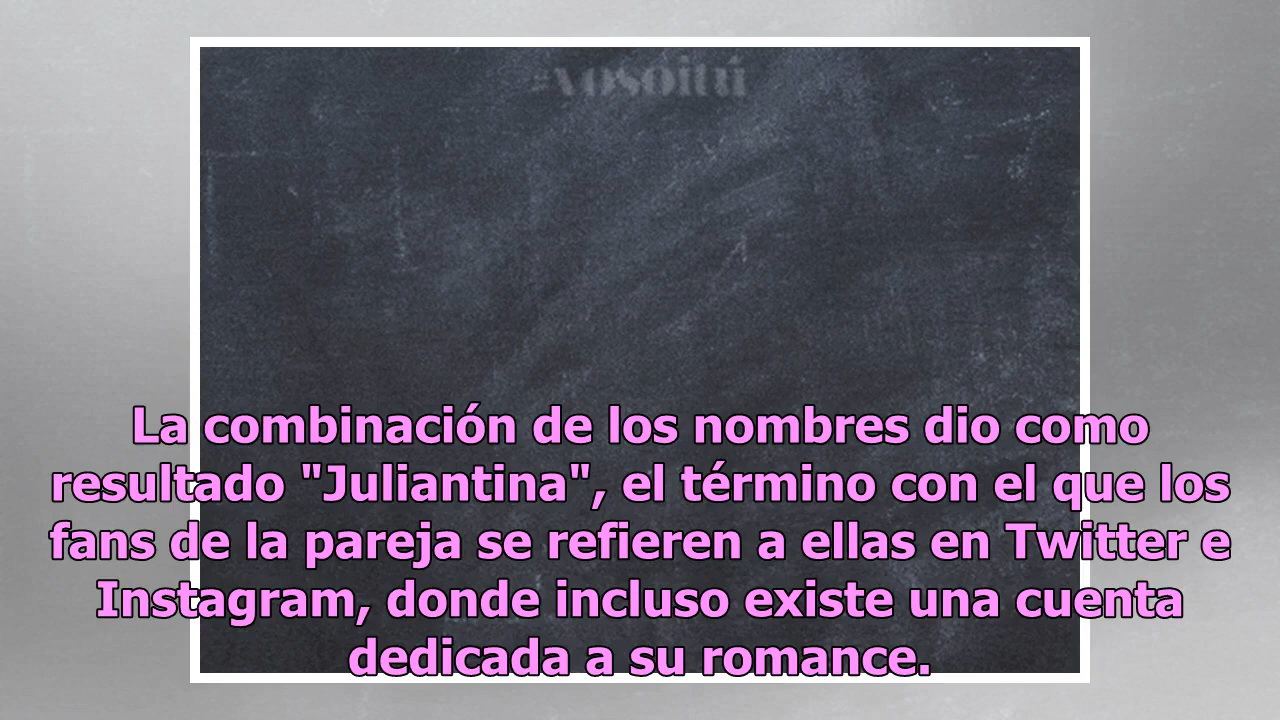 #yosoitú
La combinación de los nombres dio como
resultado "Juliantina", el término con el que los
fans de la pareja se refieren a ellas en Twitter e
Instagram, donde incluso existe una cuenta
dedicada a su romance.